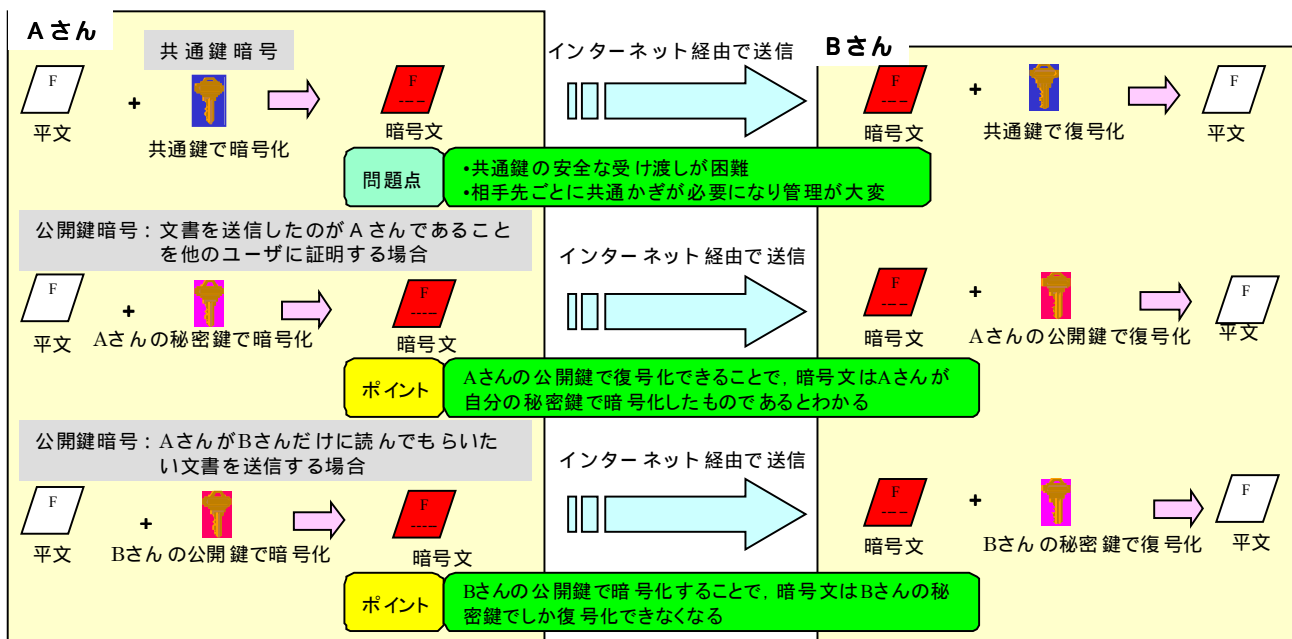 Aさん
共通鍵暗号
インターネット経由で送信
Bさん
F
平文
+
共通鍵で暗号化
F
----
暗号文
F
----
暗号文
+
共通鍵で復号化
F
平文
問題点
•共通鍵の安全な受け渡しが困難
•相手先ごとに共通かぎが必要になり管理が大変
公開鍵暗号：文書を送信したのがAさんであること
を他のユーザに証明する場合
インターネット経由で送信
F
平文
+
Aさんの秘密鍵で暗号化
F
----
暗号文
F
----
暗号文
+
Aさんの公開鍵で復号化
F
平文
ポイント
Aさんの公開鍵で復号化できることで，暗号文はAさんが
自分の秘密鍵で暗号化したものであるとわかる
公開鍵暗号：AさんがBさんだけに読んでもらいた
い文書を送信する場合
インターネット経由で送信
F
平文
+
Bさんの公開鍵で暗号化
F
----
暗号文
F
----
暗号文
+
Bさんの秘密鍵で復号化
F
平文
ポイント
Bさんの公開鍵で暗号化することで，暗号文はBさんの秘
密鍵でしか復号化できなくなる